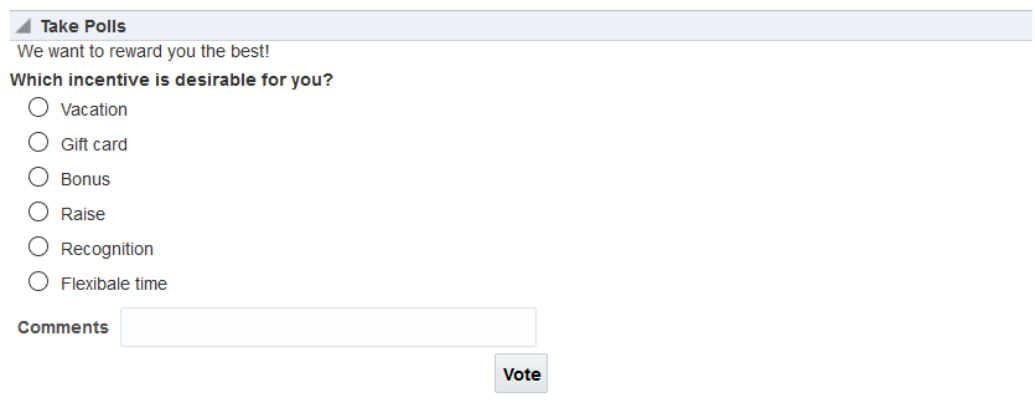 Take Polls
We want to reward you the best!
Which incentive is desirable for you?
Vacation
Gift card
Bonus
Raise
Recognition
Flexibale time
Comments
Vote